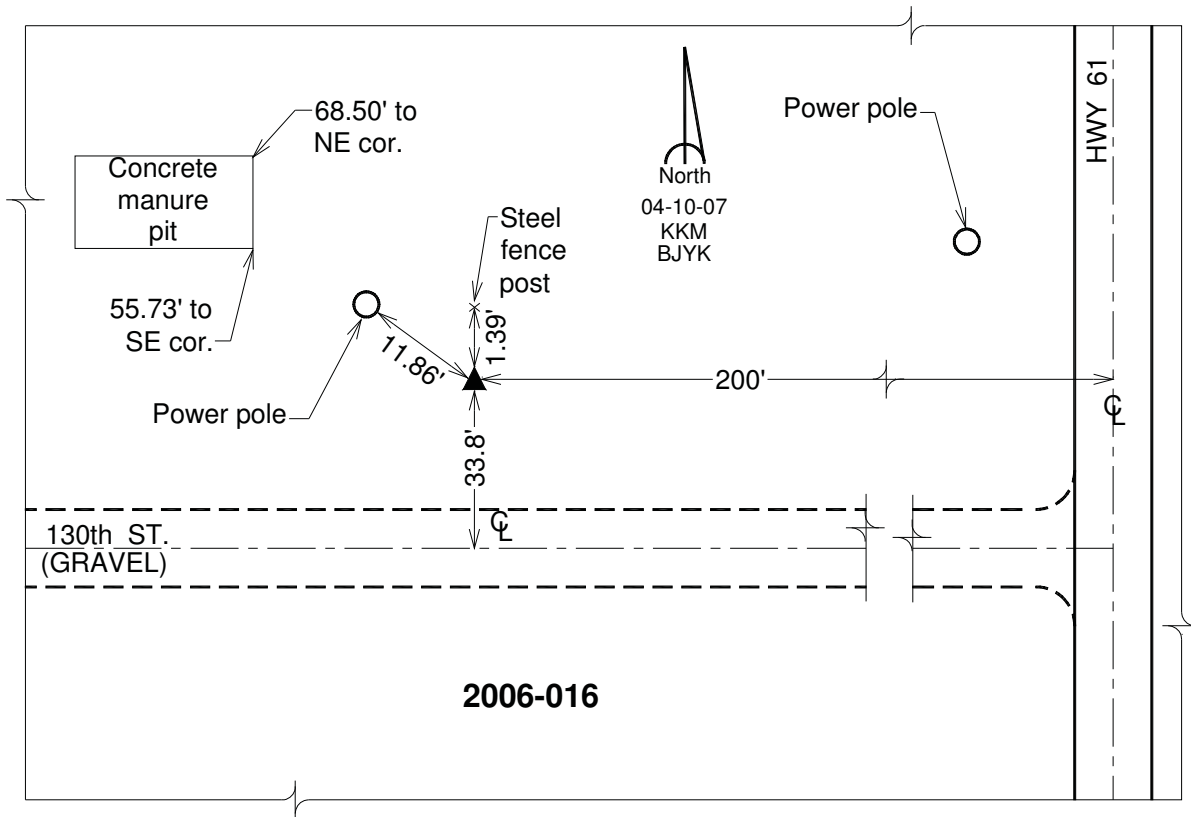 68.50' to
NE cor.
Concrete
manure
pit
55.73' to
SE cor.
Steel
fence
post
North
04-10-07
KKM
BJYK
Power pole
HWY 61
11.86'
1.39'
Power pole
200'
℄
33.8'
℄
130th ST.
(GRAVEL)
2006-016